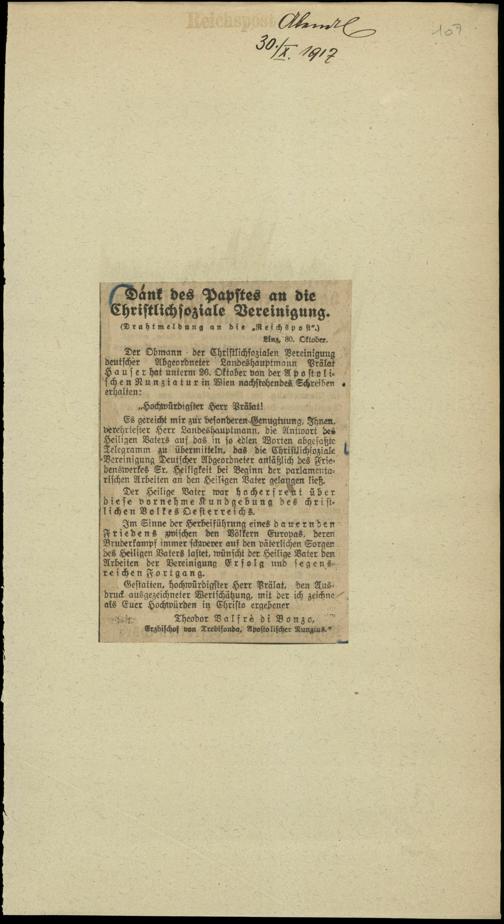 Reichspost
Abendbl
30./X. 1917
107
Dank des Papstes an die
Christlichsoziale Vereinigung.
(Drahtmeldung an die „Reichspost“.)
Linz, 30. Oktober.
Der Obmann der Christlichsozialen Vereinigung
deutscher Abgeordneter Landeshauptmann Prälat
Hauser hat unterm 26. Oktober von der Apostoli-
schen Nunziatur in Wien nachstehendes Schreiben
erhalten:
„Hochwürdigster Herr Prälat!
Es gereicht mir zur besonderen Genugtuung, Ihnen,
verehrtester Herr Landeshauptmann, die Antwort des
Heiligen Vaters auf das in so edlen Worten abgefaßte
Telegramm zu übermitteln, das die Christlichsoziale
Vereinigung Deutscher Abgeordneter anläßlich des Frie-
denswerkes Sr. Heiligkeit bei Beginn der parlamenta-
rischen Arbeiten an den Heiligen Vater gelangen ließ.
Der Heilige Vater war hocherfreut über
diese vornehme Kundgebung des christ-
lichen Volkes Oesterreichs.
Im Sinne der Herbeiführung eines dauernden
Friedens zwischen den Völkern Europas, deren
Bruderkampf immer schwerer auf den väterlichen Sorgen
des Heiligen Vaters lastet, wünscht der Heilige Vater den
Arbeiten der Vereinigung Erfolg und segens-
reichen Fortgang.
Gestatten, hochwürdigster Herr Prälat, den Aus-
druck ausgezeichneter Wertschätzung, mit der ich zeichne
als Euer Hochwürden in Christo ergebener
Theodor Valfrè di Bonzo,
Erzbischof von Trebisonda, Apostolischer Nunzius.“